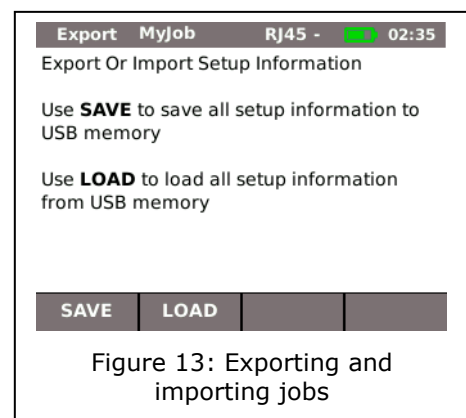 Export MyJob RJ45 - 02:35
Export Or Import Setup Information
Use SAVE to save all setup information to
USB memory
Use LOAD to load all setup information
from USB memory
SAVE LOAD
Figure 13: Exporting and
importing jobs